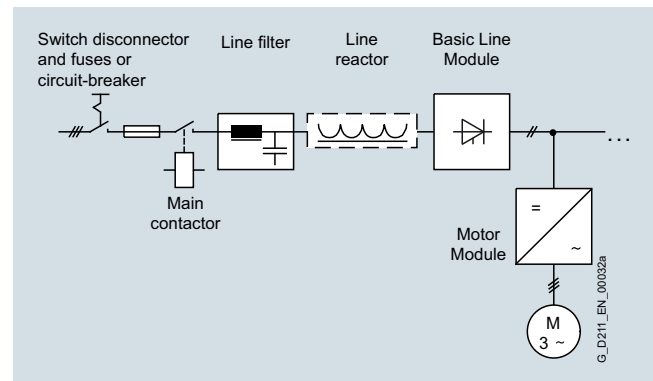 Switch disconnector
and fuses or
circuit-breaker
Line filter
Line
reactor
Basic Line
Module
...
Main
contactor
Motor
Module
=
~
M
3 ~
G_D211_EN_00032a